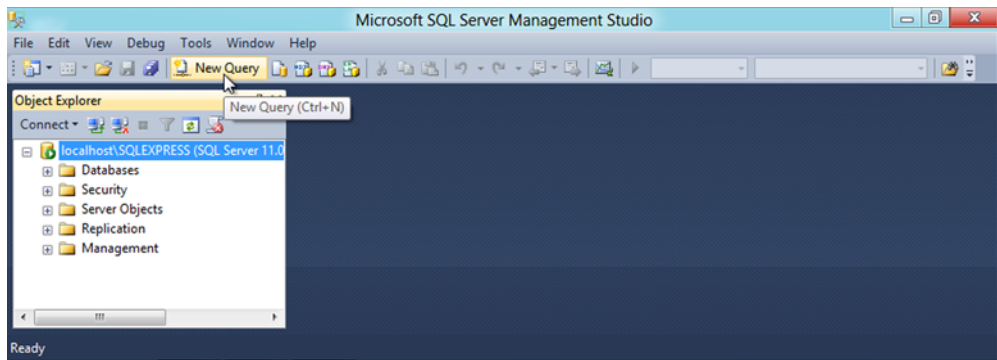 Microsoft SQL Server Management Studio
File Edit View Debug Tools Window Help
New Query
Object Explorer
New Query (Ctrl+N)
Connect
localhost\SQLEXPRESS (SQL Server 11.0
Databases
Security
Server Objects
Replication
Management
Ready